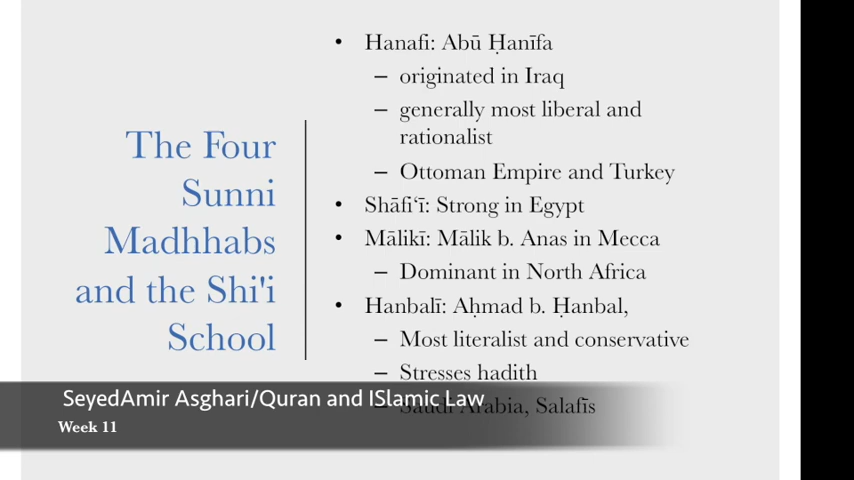 The Four
Sunni
Madhhabs
and the Shi'i
School
• Hanafi: Abū Ḥanīfa
– originated in Iraq
– generally most liberal and
rationalist
– Ottoman Empire and Turkey
• Shāfi‘ī: Strong in Egypt
• Mālikī: Mālik b. Anas in Mecca
– Dominant in North Africa
• Hanbalī: Aḥmad b. Ḥanbal,
– Most literalist and conservative
– Stresses hadith
– Saudi Arabia, Salafīs
SeyedAmir Asghari/Quran and ISlamic Law
Week 11